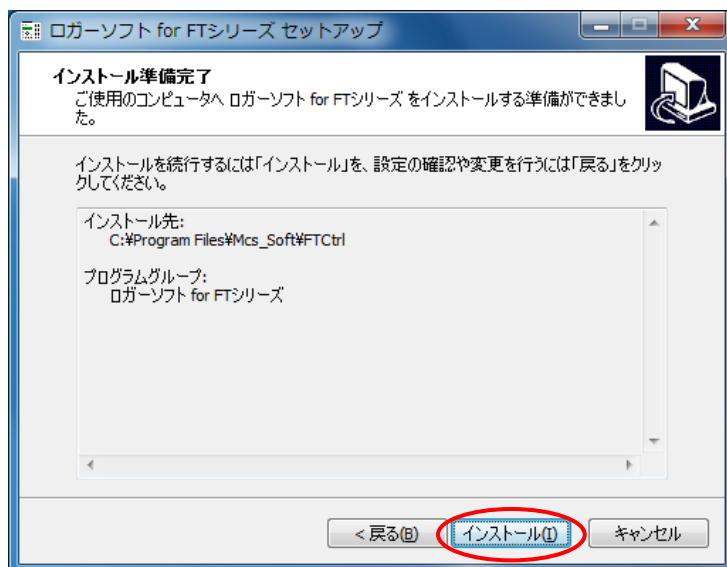 ロガーソフト for FTシリーズ セットアップ
インストール準備完了
ご使用のコンピュータへ ロガーソフト for FTシリーズ をインストールする準備ができまし
た。
インストールを続行するには「インストール」を、設定の確認や変更を行うには「戻る」をクリッ
クしてください。
インストール先:
C:¥Program Files¥Mcs_Soft¥FTCtrl
プログラムグループ:
ロガーソフト for FTシリーズ
< 戻る(B)
インストール(I)
キャンセル